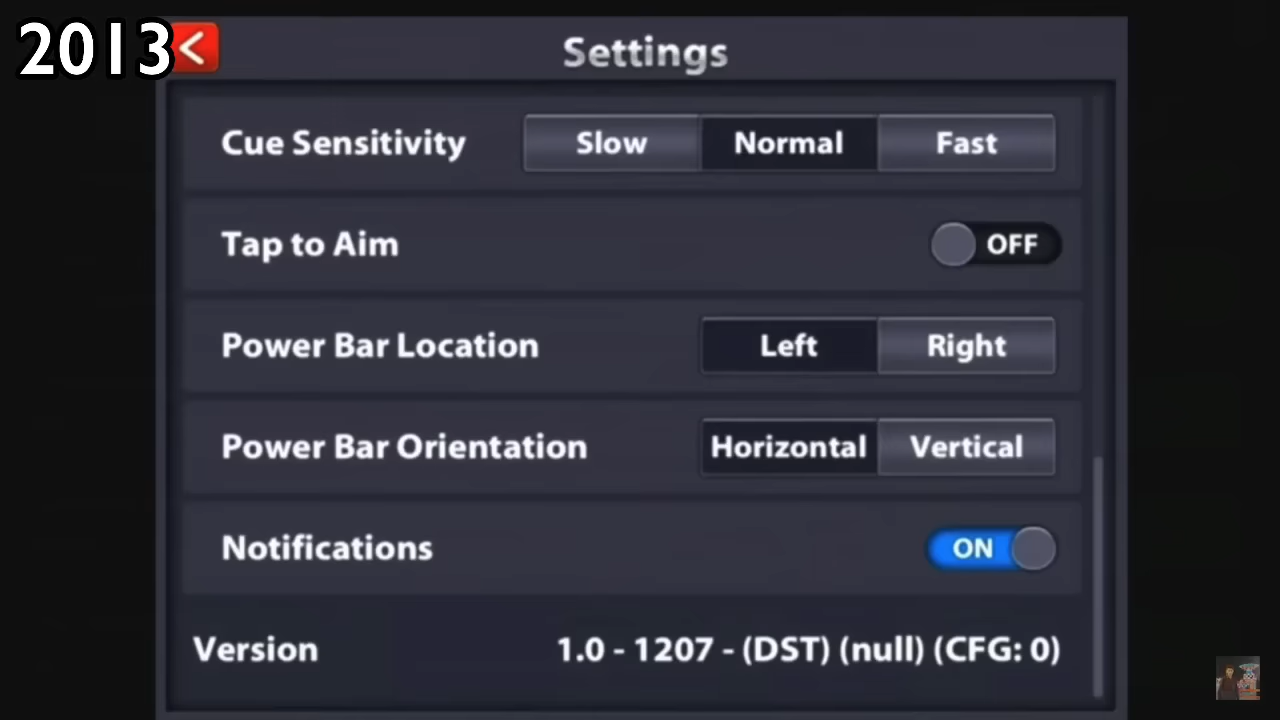 2013
Settings
Cue Sensitivity Slow Normal Fast
Tap to Aim OFF
Power Bar Location Left Right
Power Bar Orientation Horizontal Vertical
Notifications ON
Version 1.0 - 1207 - (DST) (null) (CFG: 0)